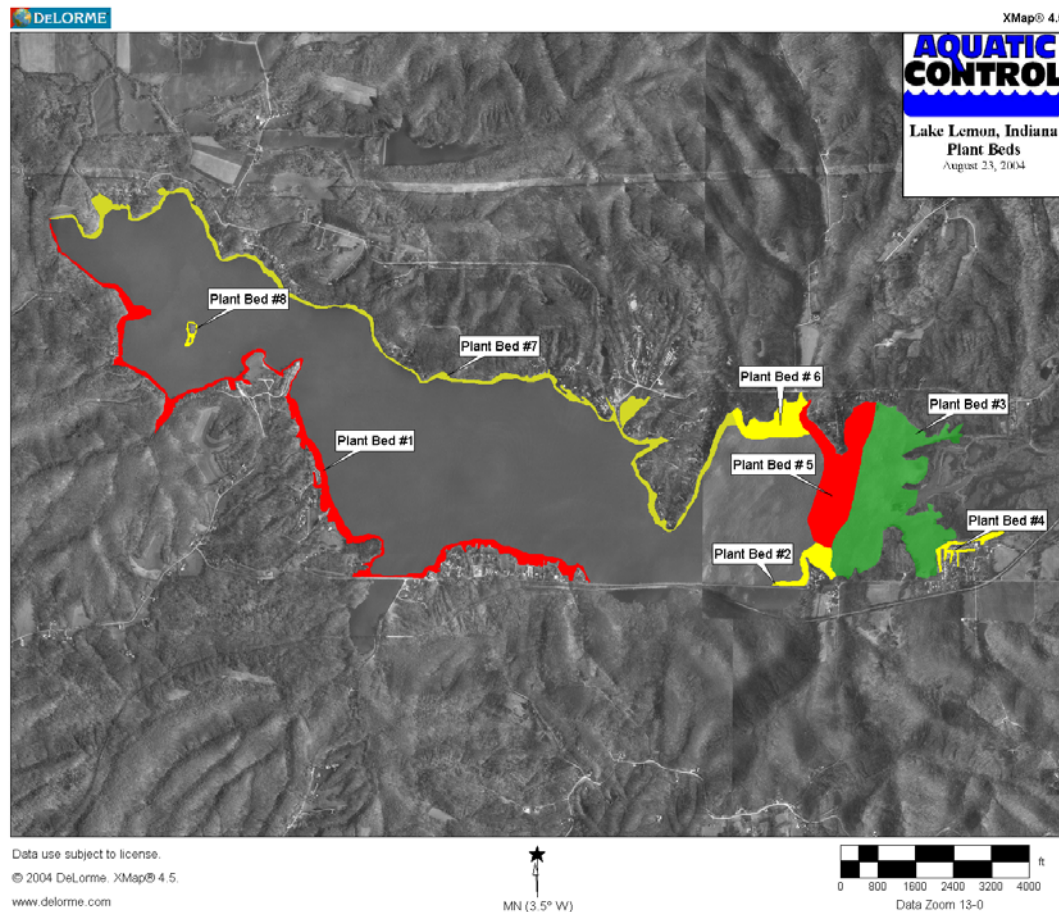 DELORME
XMap® 4.5
AQUATIC
CONTROL
Lake Lemon, Indiana
Plant Beds
August 23, 2004
Plant Bed #8
Plant Bed #7
Plant Bed # 6
Plant Bed #3
Plant Bed #1
Plant Bed # 5
Plant Bed #4
Plant Bed #2
Data use subject to license.
© 2004 DeLorme. XMap® 4.5.
www.delorme.com
MN (3.5° W)
ft
0 800 1600 2400 3200 4000
Data Zoom 13-0